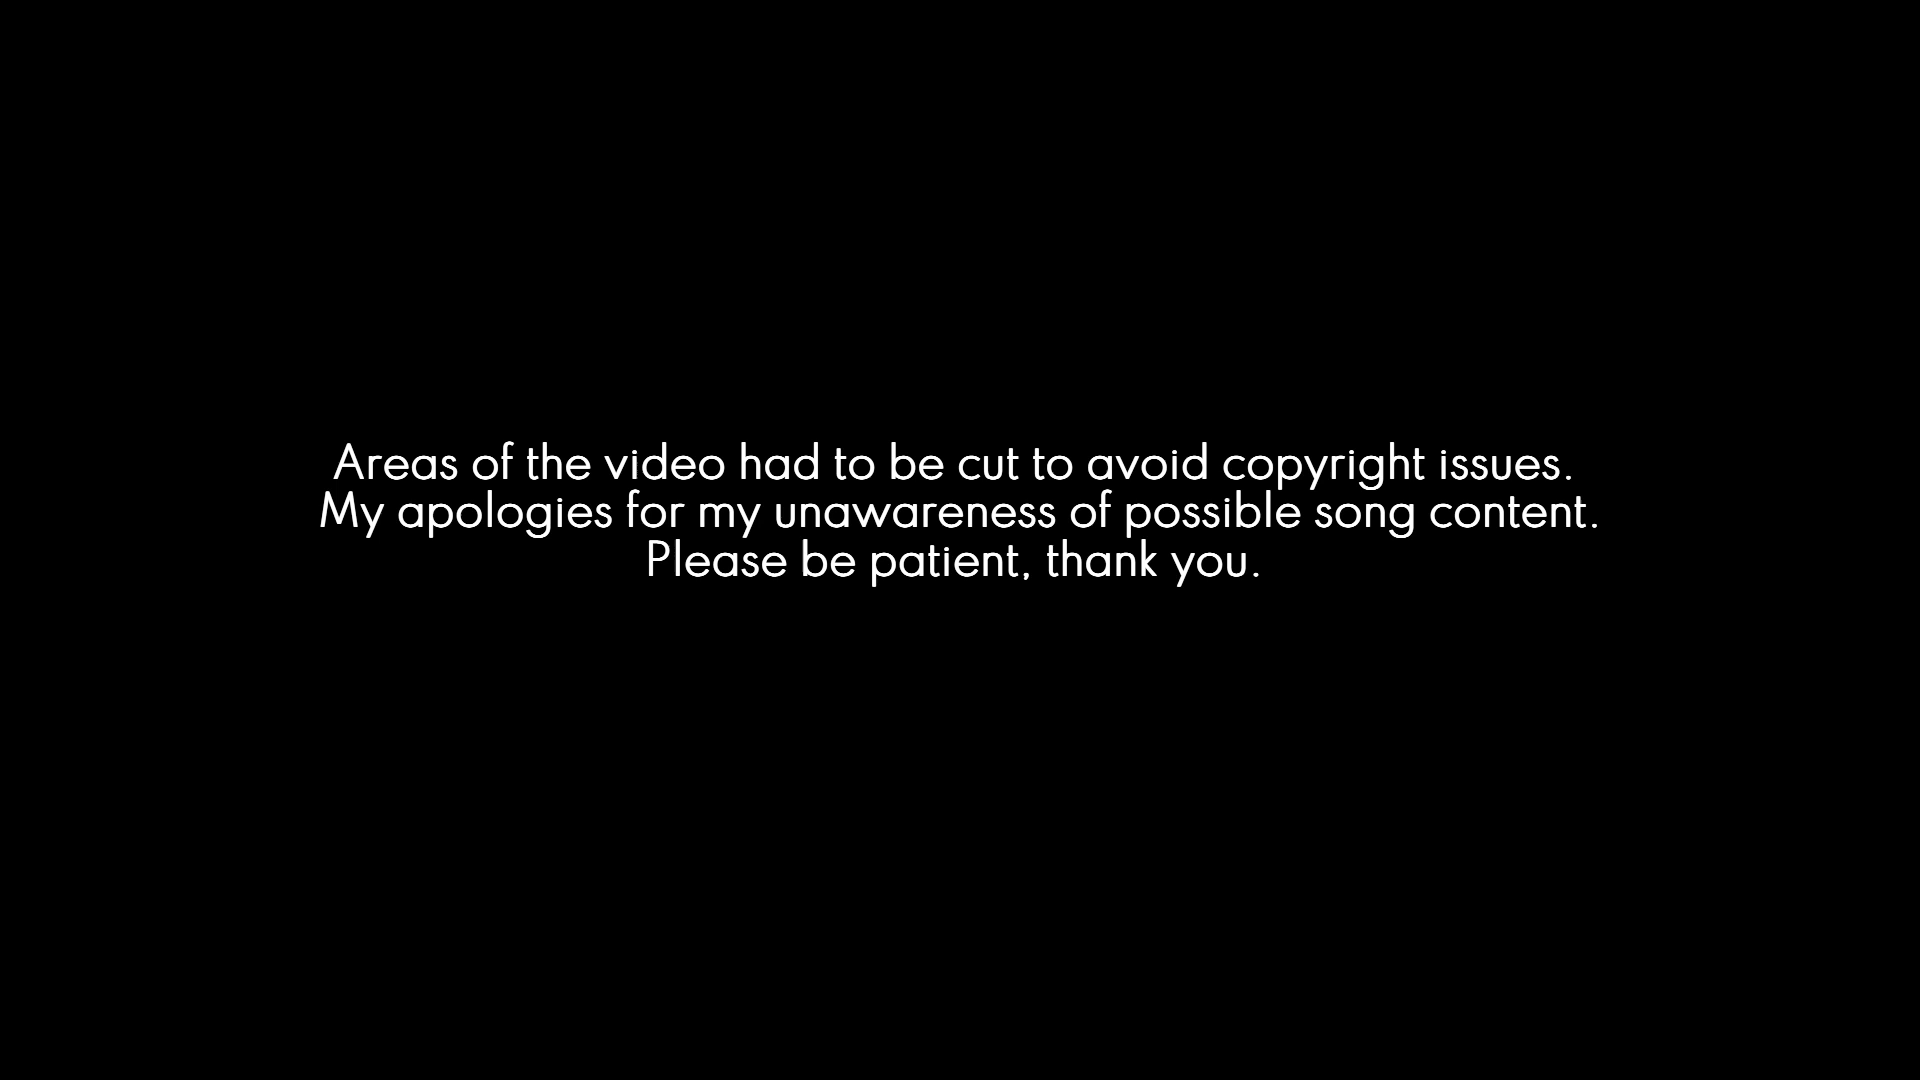 Areas of the video had to be cut to avoid copyright issues.
My apologies for my unawareness of possible song content.
Please be patient, thank you.